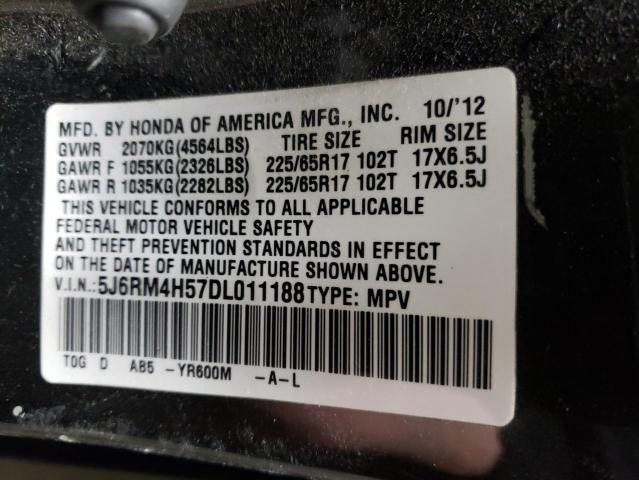 MFD. BY HONDA OF AMERICA MFG., INC. 10/'12
GVWR 2070KG(4564LBS) TIRE SIZE RIM SIZE
GAWR F 1055KG(2326LBS) 225/65R17 102T 17X6.5J
GAWR R 1035KG(2282LBS) 225/65R17 102T 17X6.5J
THIS VEHICLE CONFORMS TO ALL APPLICABLE
FEDERAL MOTOR VEHICLE SAFETY
AND THEFT PREVENTION STANDARDS IN EFFECT
ON THE DATE OF MANUFACTURE SHOWN ABOVE.
V.I.N.:5J6RM4H57DL011188 TYPE: MPV
TOG D AB5 -YR600M -A-L